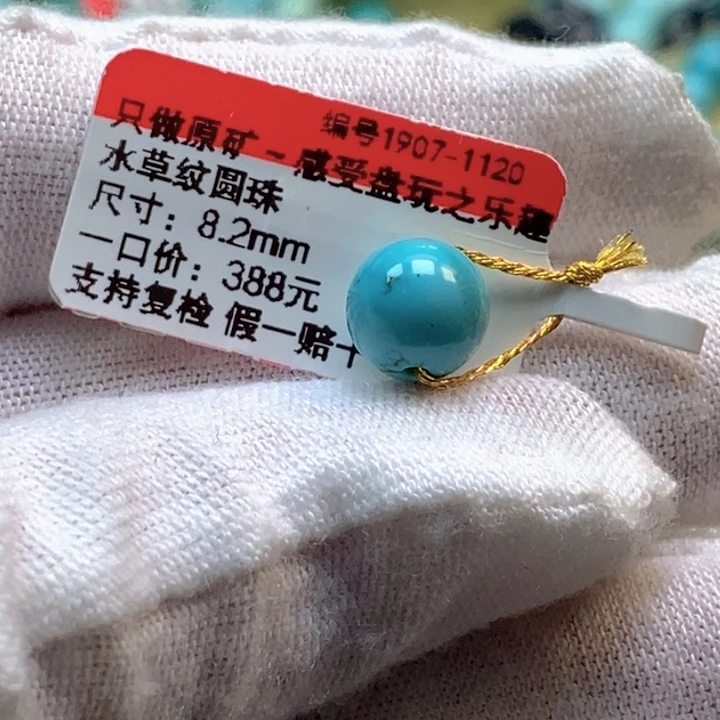 编号1907-1120
只做原矿~感受盘玩之乐趣
水草纹圆珠
尺寸：8.2mm
一口价：388元
支持复检 假一赔十